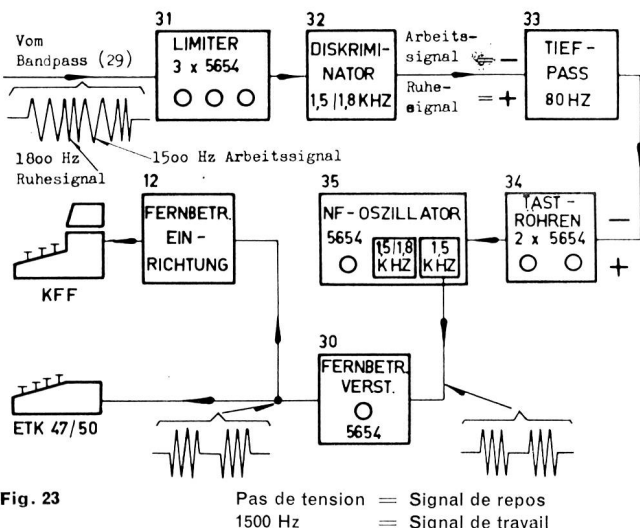 31
LIMITER
3 x 5654
32
DISKRIMI-
NATOR
1,5/1,8 KHZ
33
TIEF-
PASS
80 HZ
Vom
Bandpass (29)
Arbeits-
signal = −
Ruhe-
signal = +
1800 Hz
Ruhesignal
1500 Hz Arbeitssignal
12
FERNBETR.
EIN-
RICHTUNG
35
NF-OSZILLATOR
5654
1,5/1,8
KHZ
1,5
KHZ
34
TAST-
RÖHREN
2 x 5654
−
+
KFF
30
FERNBETR.
VERST.
5654
ETK 47/50
Fig. 23
Pas de tension = Signal de repos
1500 Hz = Signal de travail